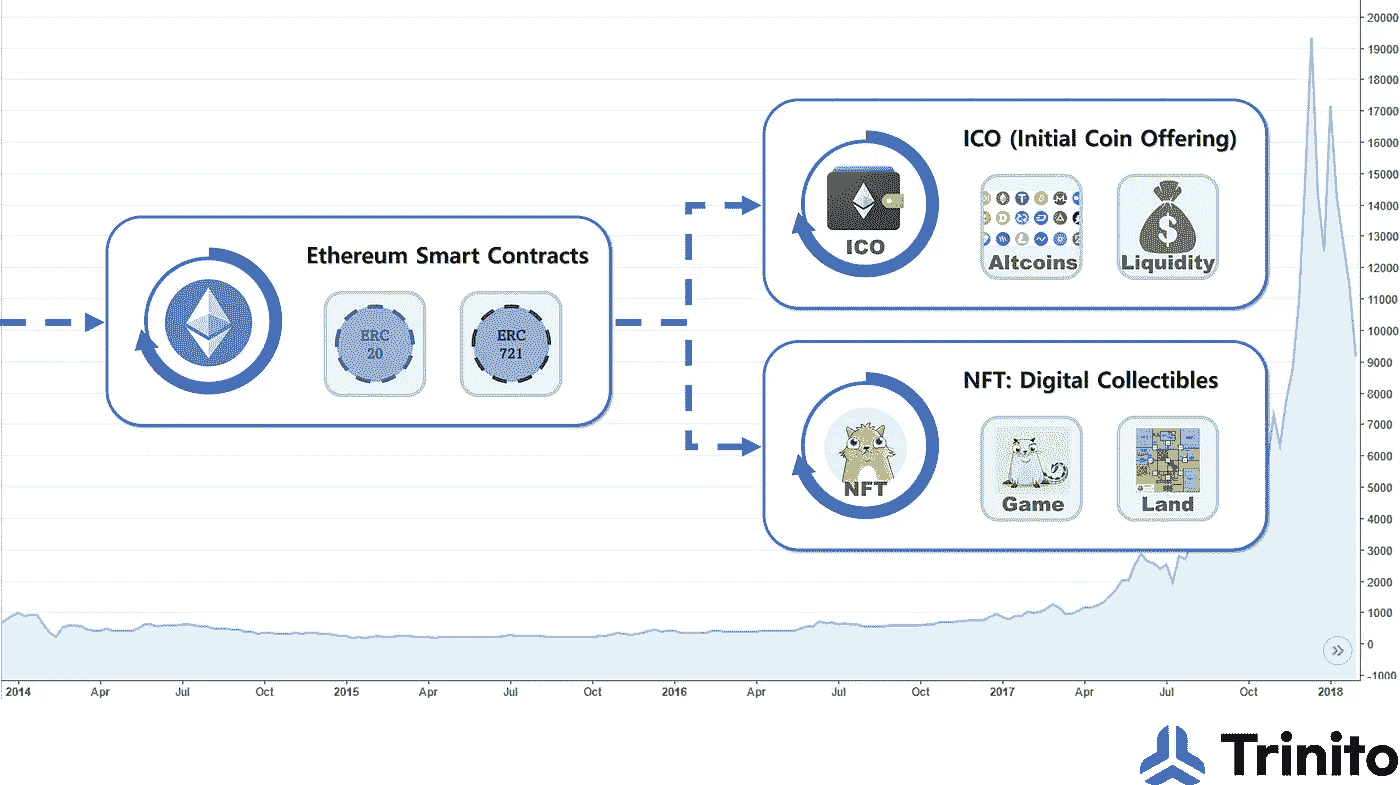 Ethereum Smart Contracts
ERC
20
ERC
721
ICO (Initial Coin Offering)
ICO
Altcoins
Liquidity
NFT: Digital Collectibles
NFT
Game
Land
20000
19000
18000
17000
16000
15000
14000
13000
12000
11000
10000
9000
8000
7000
6000
5000
4000
3000
2000
1000
0
-1000
2014 Apr Jul Oct 2015 Apr Jul Oct 2016 Apr Jul Oct 2017 Apr Jul Oct 2018
Trinito